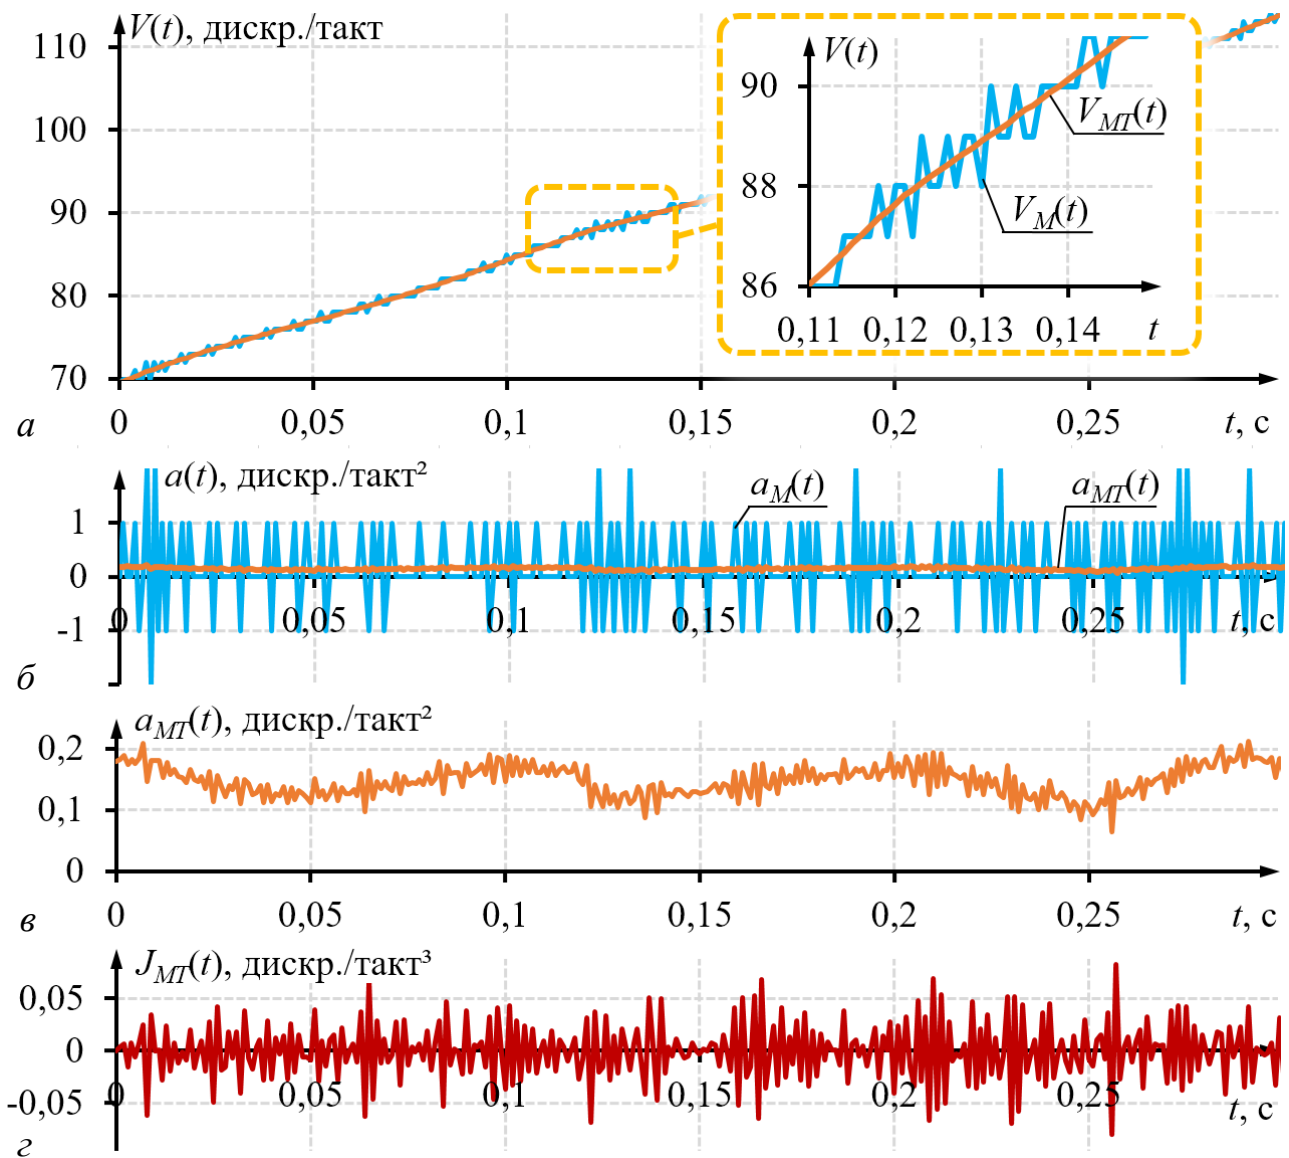 V(t), дискр./такт
110
100
90
80
70
0 0,05 0,1 0,15 0,2 0,25 t, с
а
V(t)
90
88
86
0,11 0,12 0,13 0,14 t
V_MT(t)
V_M(t)
a(t), дискр./такт²
a_M(t) a_MT(t)
1
0
-1
0 0,05 0,1 0,15 0,2 0,25 t, с
б
a_MT(t), дискр./такт²
0,2
0,1
0
0 0,05 0,1 0,15 0,2 0,25 t, с
в
J_MT(t), дискр./такт³
0,05
0
-0,05
0 0,05 0,1 0,15 0,2 0,25 t, с
г